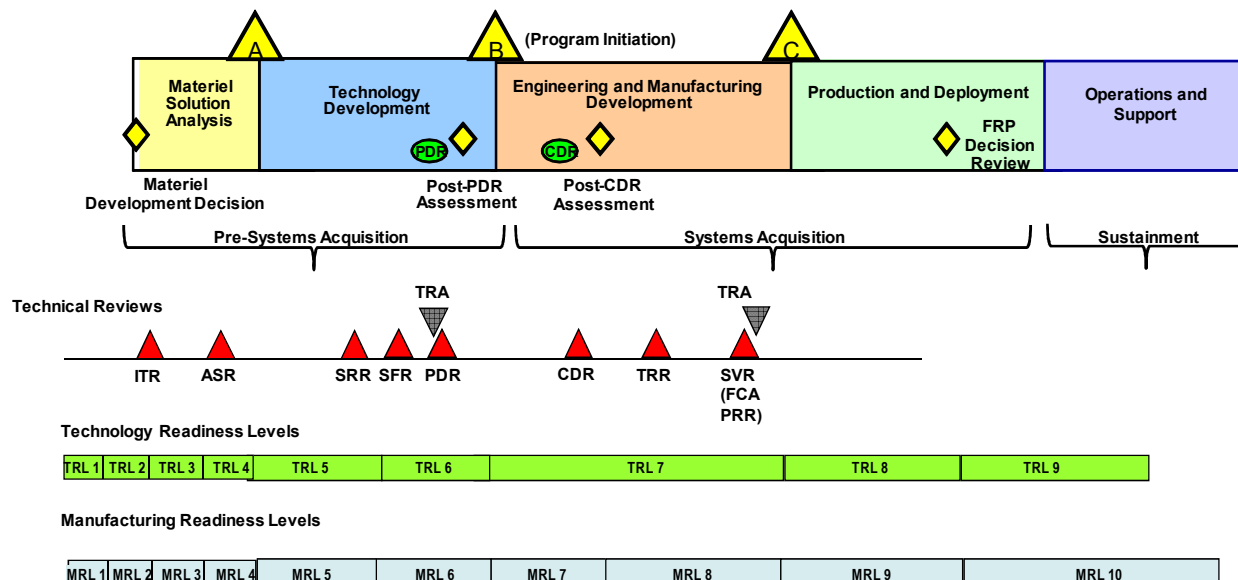 A
B
(Program Initiation)
C
Materiel
Solution
Analysis
Technology
Development
Engineering and Manufacturing
Development
Production and Deployment
Operations and
Support
PDR
CDR
FRP
Decision
Review
Materiel
Development Decision
Post-PDR
Assessment
Post-CDR
Assessment
Pre-Systems Acquisition
Systems Acquisition
Sustainment
Technical Reviews
TRA
TRA
ITR
ASR
SRR
SFR
PDR
CDR
TRR
SVR
(FCA
PRR)
Technology Readiness Levels
TRL 1
TRL 2
TRL 3
TRL 4
TRL 5
TRL 6
TRL 7
TRL 8
TRL 9
Manufacturing Readiness Levels
MRL 1
MRL 2
MRL 3
MRL 4
MRL 5
MRL 6
MRL 7
MRL 8
MRL 9
MRL 10